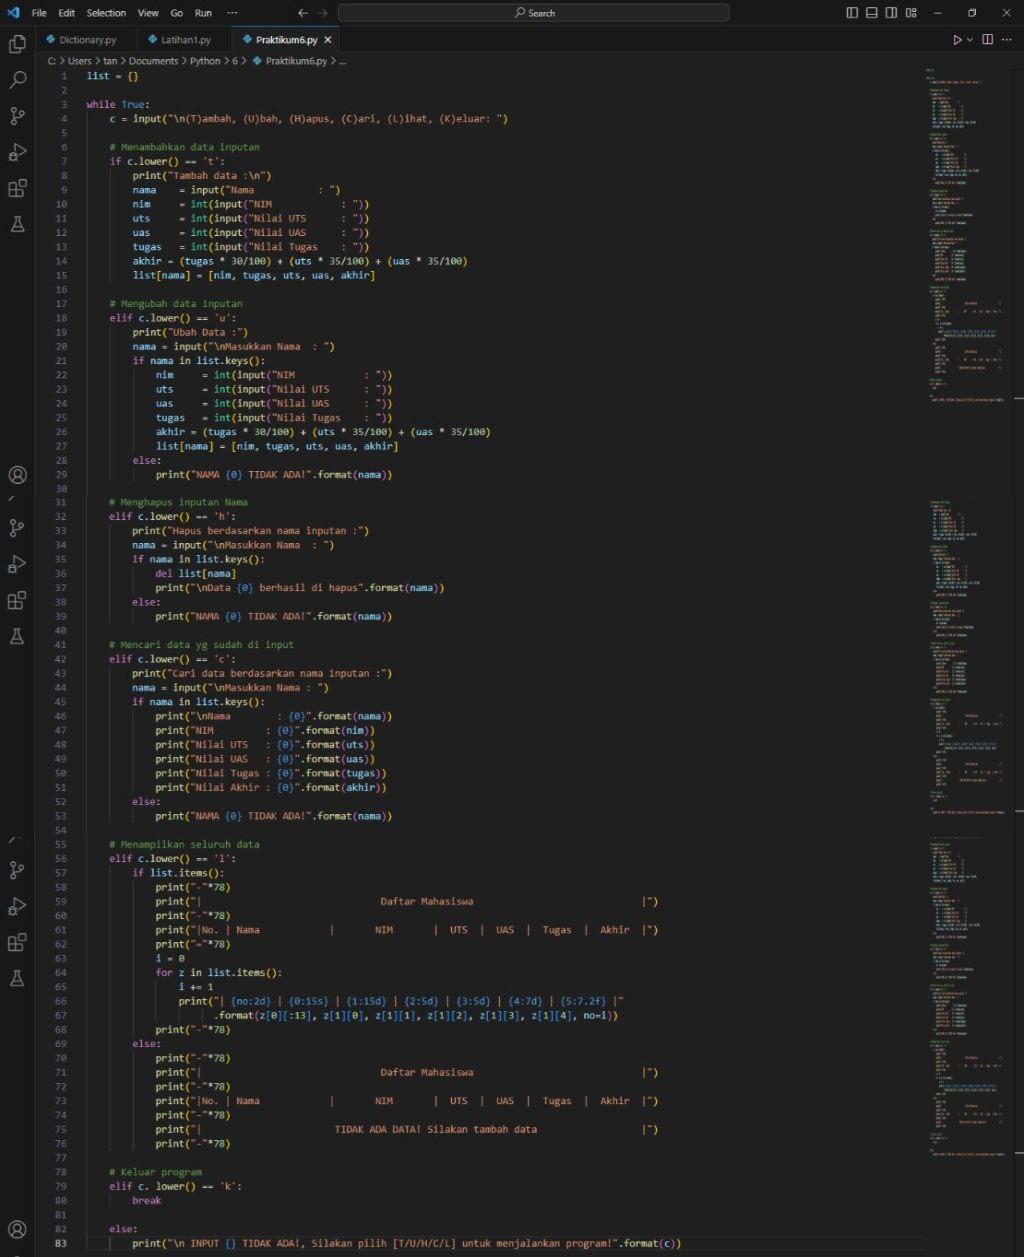 File Edit Selection View Go Run ··· Search
Dictionary.py Latihan1.py Praktikum6.py
C: > Users > tan > Documents > Python > 6 > Praktikum6.py > ...
1 list = {}
2
3 while True:
4     c = input("\n(T)ambah, (U)bah, (H)apus, (C)ari, (L)ihat, (K)eluar: ")
5
6     # Menambahkan data inputan
7     if c.lower() == 't':
8         print("Tambah data :\n")
9         nama    = input("Nama           : ")
10         nim     = int(input("NIM            : "))
11         uts     = int(input("Nilai UTS      : "))
12         uas     = int(input("Nilai UAS      : "))
13         tugas   = int(input("Nilai Tugas    : "))
14         akhir = (tugas * 30/100) + (uts * 35/100) + (uas * 35/100)
15         list[nama] = [nim, tugas, uts, uas, akhir]
16
17     # Mengubah data inputan
18     elif c.lower() == 'u':
19         print("Ubah Data :")
20         nama = input("\nMasukkan Nama  : ")
21         if nama in list.keys():
22             nim     = int(input("NIM            : "))
23             uts     = int(input("Nilai UTS      : "))
24             uas     = int(input("Nilai UAS      : "))
25             tugas   = int(input("Nilai Tugas    : "))
26             akhir = (tugas * 30/100) + (uts * 35/100) + (uas * 35/100)
27             list[nama] = [nim, tugas, uts, uas, akhir]
28         else:
29             print("NAMA {0} TIDAK ADA!".format(nama))
30
31     # Menghapus inputan Nama
32     elif c.lower() == 'h':
33         print("Hapus berdasarkan nama inputan :")
34         nama = input("\nMasukkan Nama  : ")
35         if nama in list.keys():
36             del list[nama]
37             print("\nData {0} berhasil di hapus".format(nama))
38         else:
39             print("NAMA {0} TIDAK ADA!".format(nama))
40
41     # Mencari data yg sudah di input
42     elif c.lower() == 'c':
43         print("Cari data berdasarkan nama inputan :")
44         nama = input("\nMasukkan Nama : ")
45         if nama in list.keys():
46             print("\nNama        : {0}".format(nama))
47             print("NIM         : {0}".format(nim))
48             print("Nilai UTS   : {0}".format(uts))
49             print("Nilai UAS   : {0}".format(uas))
50             print("Nilai Tugas : {0}".format(tugas))
51             print("Nilai Akhir : {0}".format(akhir))
52         else:
53             print("NAMA {0} TIDAK ADA!".format(nama))
54
55     # Menampilkan seluruh data
56     elif c.lower() == 'l':
57         if list.items():
58             print("-"*78)
59             print("|                               Daftar Mahasiswa                             |")
60             print("-"*78)
61             print("|No. | Nama            |       NIM       |  UTS  |  UAS  |  Tugas  |  Akhir  |")
62             print("="*78)
63             i = 0
64             for z in list.items():
65                 i += 1
66                 print("| {no:2d} | {0:15s} | {1:15d} | {2:5d} | {3:5d} | {4:7d} | {5:7.2f} |"
67                       .format(z[0][:13], z[1][0], z[1][1], z[1][2], z[1][3], z[1][4], no=i))
68             print("-"*78)
69         else:
70             print("-"*78)
71             print("|                               Daftar Mahasiswa                             |")
72             print("-"*78)
73             print("|No. | Nama            |       NIM       |  UTS  |  UAS  |  Tugas  |  Akhir  |")
74             print("-"*78)
75             print("|                       TIDAK ADA DATA! Silakan tambah data                  |")
76             print("-"*78)
77
78     # Keluar program
79     elif c. lower() == 'k':
80         break
81
82     else:
83         print("\n INPUT {} TIDAK ADA!, Silakan pilih [T/U/H/C/L] untuk menjalankan program!".format(c))